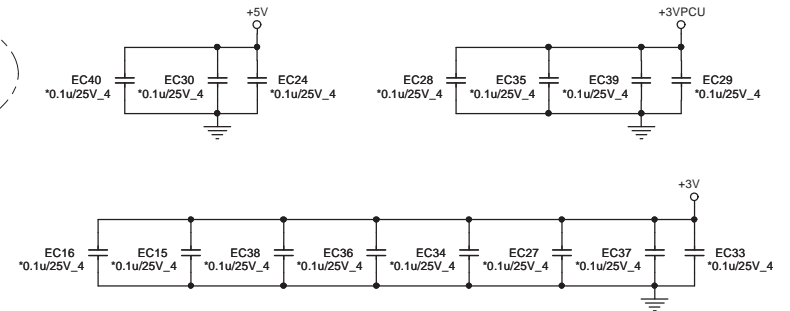 +5V
+3VPCU
EC40
*0.1u/25V_4
EC30
*0.1u/25V_4
EC24
*0.1u/25V_4
EC28
*0.1u/25V_4
EC35
*0.1u/25V_4
EC39
*0.1u/25V_4
EC29
*0.1u/25V_4
+3V
EC16
*0.1u/25V_4
EC15
*0.1u/25V_4
EC38
*0.1u/25V_4
EC36
*0.1u/25V_4
EC34
*0.1u/25V_4
EC27
*0.1u/25V_4
EC37
*0.1u/25V_4
EC33
*0.1u/25V_4